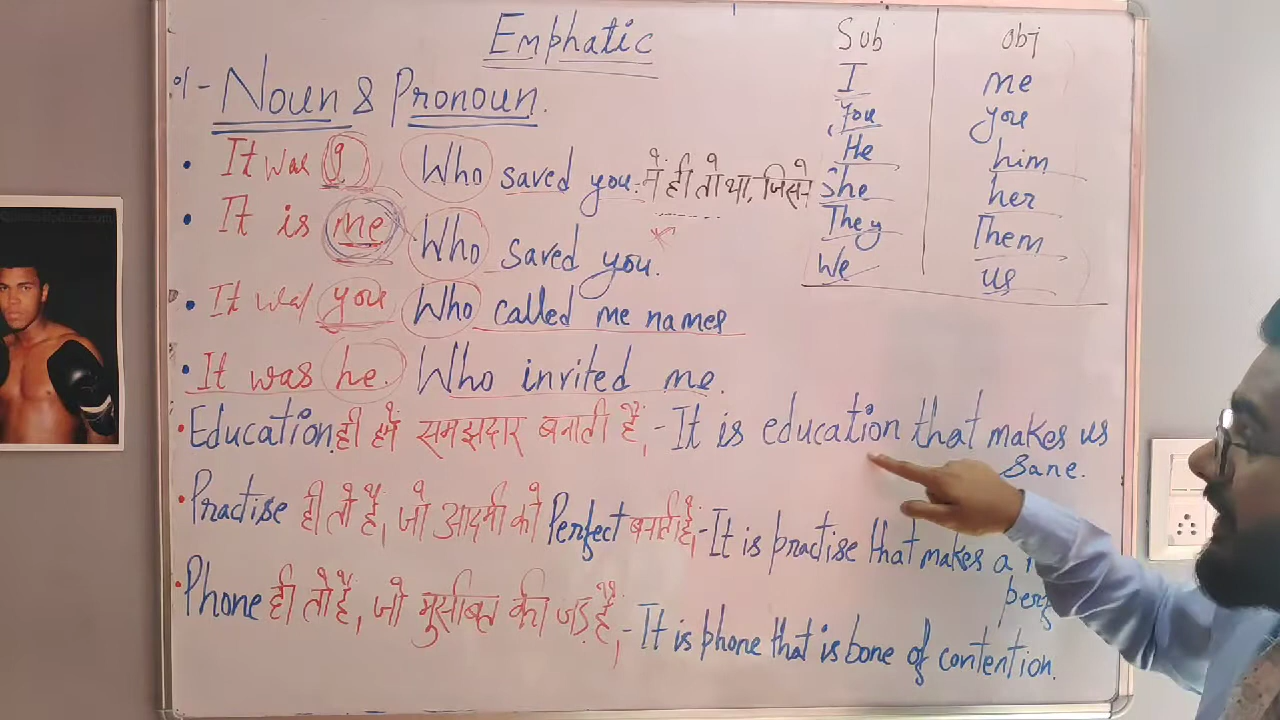 Emphatic
Noun & Pronoun.
It was I Who saved you. मैं ही तो था, जिसने
It is me Who saved you.
It was you Who called me names
It was he. Who invited me.
Education ही हमें समझदार बनाती है, - It is education that makes us
sane.
Practise ही तो है, जो आदमी को Perfect बनाती है, - It is practise that makes a
Phone ही तो है, जो मुसीबत की जड़ है, - It is phone that is bone of contention.
Sub Obj
I me
You you
He him
She her
They Them
We us